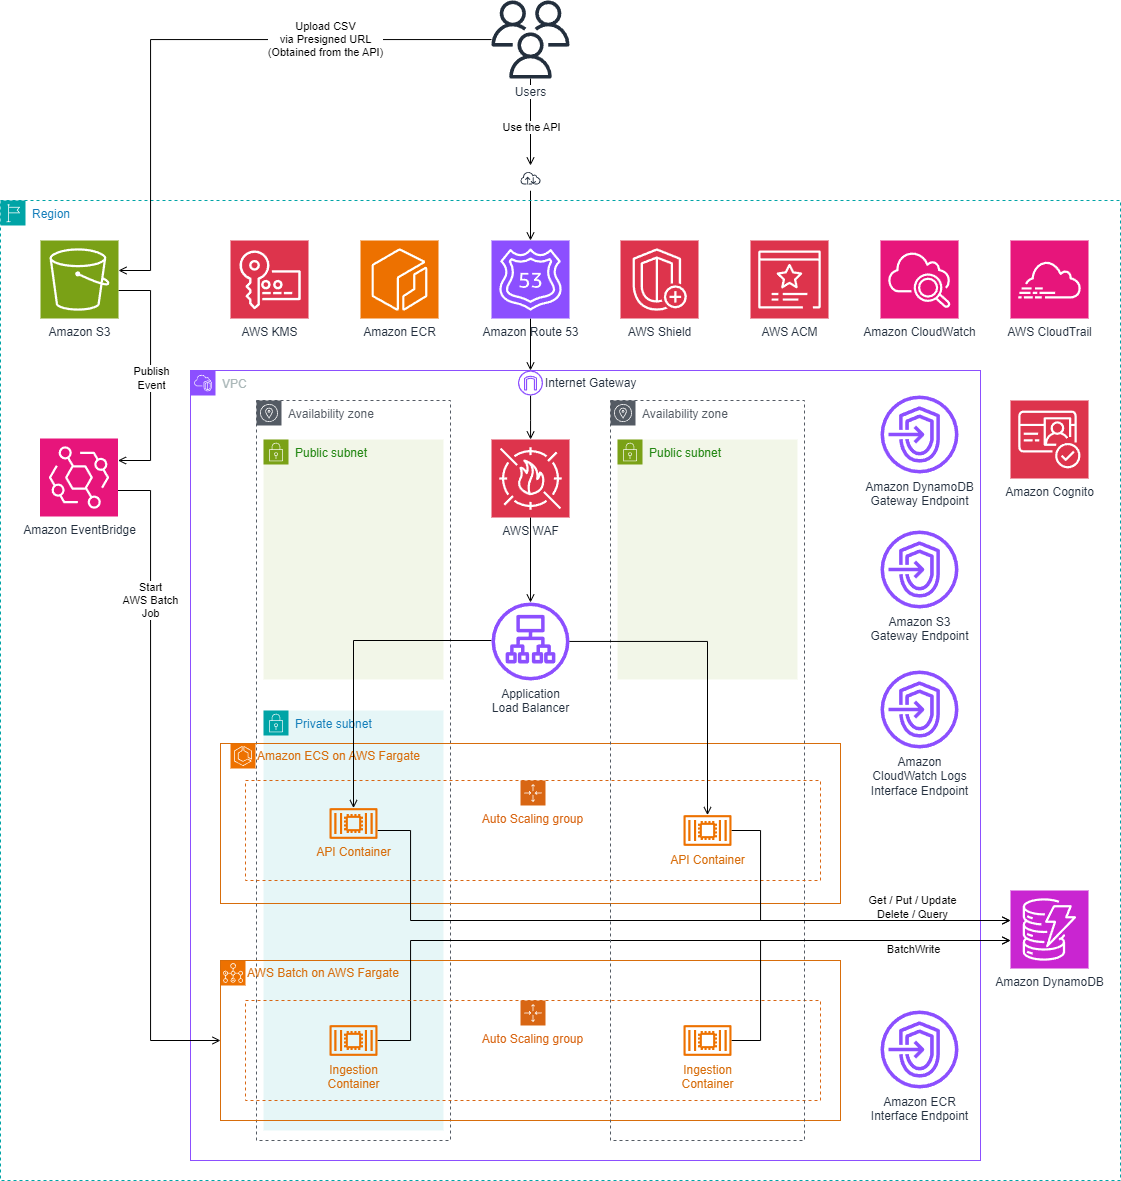 Upload CSV
via Presigned URL
(Obtained from the API)
Users
Use the API
Region
Amazon S3
AWS KMS
Amazon ECR
53
Amazon Route 53
AWS Shield
AWS ACM
Amazon CloudWatch
AWS CloudTrail
Publish
Event
VPC
Internet Gateway
Availability zone
Availability zone
Public subnet
Public subnet
Amazon DynamoDB
Gateway Endpoint
Amazon Cognito
Amazon EventBridge
AWS WAF
Start
AWS Batch
Job
Amazon S3
Gateway Endpoint
Application
Load Balancer
Private subnet
Amazon ECS on AWS Fargate
Amazon
CloudWatch Logs
Interface Endpoint
Auto Scaling group
API Container
API Container
Get / Put / Update
Delete / Query
BatchWrite
Amazon DynamoDB
AWS Batch on AWS Fargate
Auto Scaling group
Ingestion
Container
Ingestion
Container
Amazon ECR
Interface Endpoint